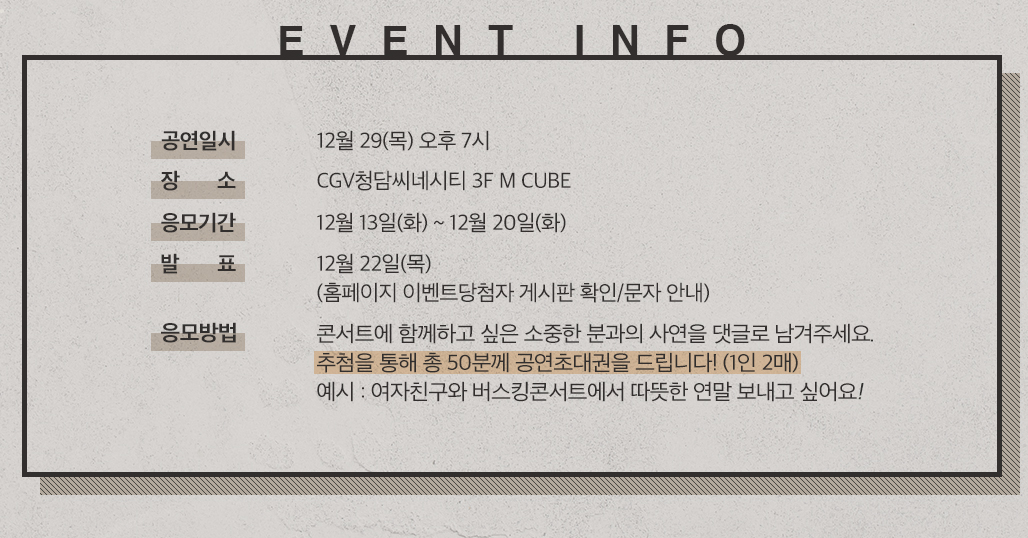 EVENT INFO
공연일시 12월 29(목) 오후 7시
장 소 CGV청담씨네시티 3F M CUBE
응모기간 12월 13일(화) ~ 12월 20일(화)
발 표 12월 22일(목)
(홈페이지 이벤트당첨자 게시판 확인/문자 안내)
응모방법 콘서트에 함께하고 싶은 소중한 분과의 사연을 댓글로 남겨주세요.
추첨을 통해 총 50분께 공연초대권을 드립니다! (1인 2매)
예시 : 여자친구와 버스킹콘서트에서 따뜻한 연말 보내고 싶어요!